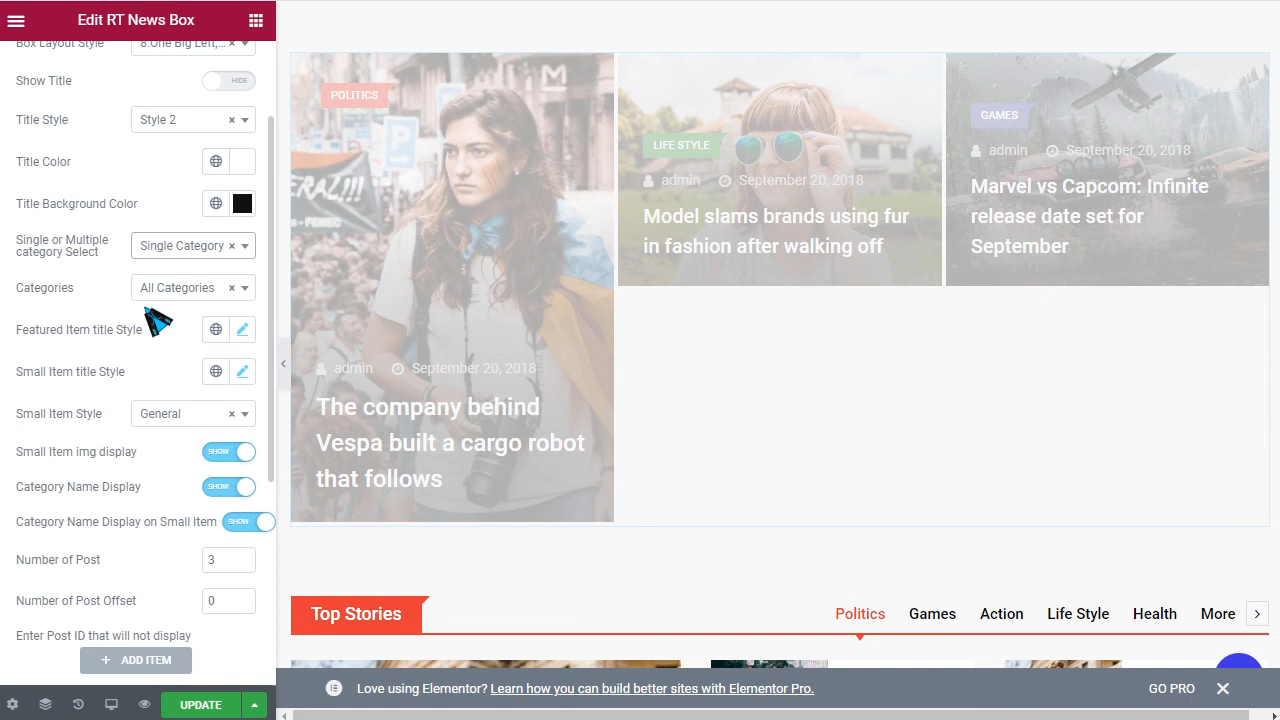 Edit RT News Box
Box Layout Style
8.One Big Left,...
×
Show Title
HIDE
Title Style
Style 2
×
Title Color
Title Background Color
Single or Multiple
category Select
Single Category
×
Categories
All Categories
×
Featured Item title Style
Small Item title Style
Small Item Style
General
×
Small Item img display
SHOW
Category Name Display
SHOW
Category Name Display on Small Item
SHOW
Number of Post
3
Number of Post Offset
0
Enter Post ID that will not display
+ ADD ITEM
UPDATE
POLITICS
admin September 20, 2018
The company behind
Vespa built a cargo robot
that follows
LIFE STYLE
admin September 20, 2018
Model slams brands using fur
in fashion after walking off
GAMES
admin September 20, 2018
Marvel vs Capcom: Infinite
release date set for
September
Top Stories
Politics Games Action Life Style Health More
Love using Elementor? Learn how you can build better sites with Elementor Pro.
GO PRO